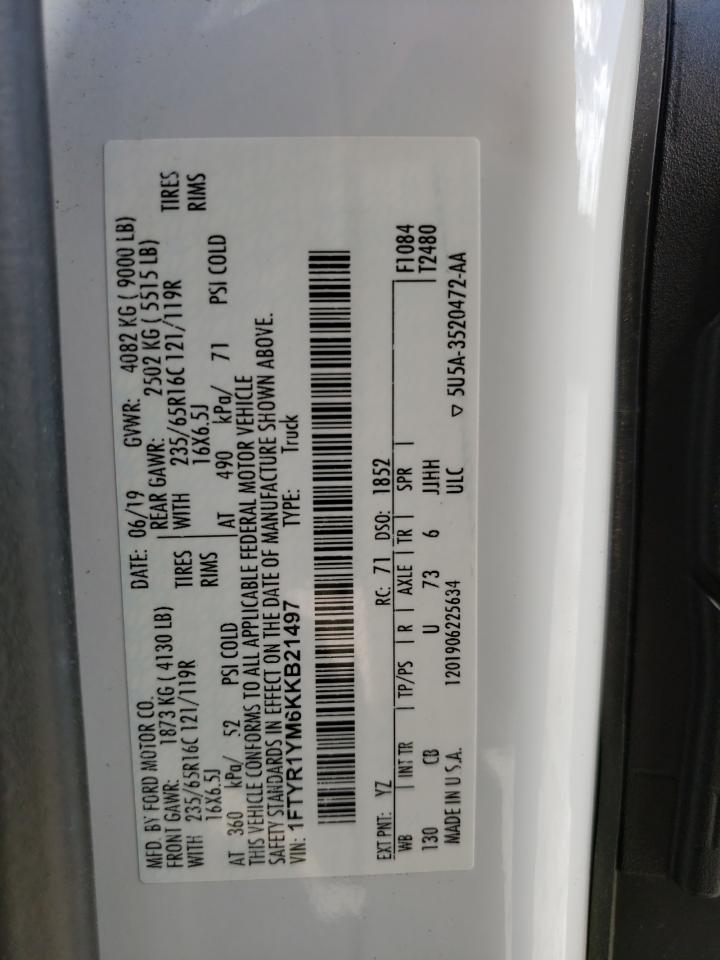 MFD. BY FORD MOTOR CO.
DATE: 06/19 GVWR: 4082 KG ( 9000 LB)
FRONT GAWR: 1873 KG ( 4130 LB) REAR GAWR: 2502 KG ( 5515 LB)
WITH 235/65R16C 121/119R TIRES WITH 235/65R16C 121/119R TIRES
16X6.5J RIMS 16X6.5J RIMS
AT 360 kPa/ 52 PSI COLD AT 490 kPa/ 71 PSI COLD
THIS VEHICLE CONFORMS TO ALL APPLICABLE FEDERAL MOTOR VEHICLE
SAFETY STANDARDS IN EFFECT ON THE DATE OF MANUFACTURE SHOWN ABOVE.
VIN: 1FTYR1YM6KKB21497 TYPE: Truck
EXT PNT: YZ RC: 71 DSO: 1852
WB INT TR TP/PS R AXLE TR SPR F1084
130 CB U 73 6 JJHH T2480
MADE IN U.S.A. 1201906225634 ULC ▽ 5U5A-3520472-AA